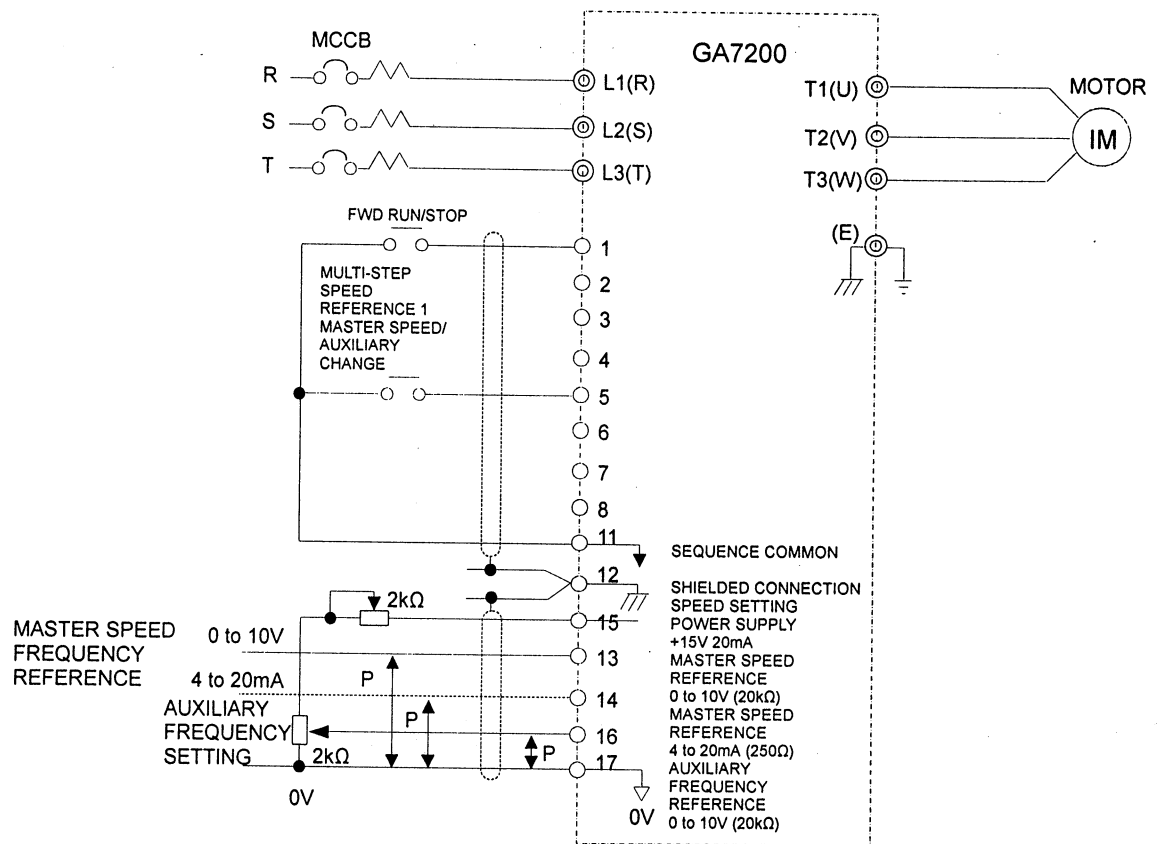 MCCB
GA7200
R
L1(R)
T1(U)
MOTOR
S
L2(S)
T2(V)
IM
T
L3(T)
T3(W)
FWD RUN/STOP
(E)
1
MULTI-STEP
SPEED
REFERENCE 1
MASTER SPEED/
AUXILIARY
CHANGE
2
3
4
5
6
7
8
11
SEQUENCE COMMON
12
SHIELDED CONNECTION
2kΩ
15
SPEED SETTING
POWER SUPPLY
+15V 20mA
MASTER SPEED
FREQUENCY
REFERENCE
0 to 10V
13
MASTER SPEED
REFERENCE
0 to 10V (20kΩ)
P
4 to 20mA
14
MASTER SPEED
REFERENCE
4 to 20mA (250Ω)
P
AUXILIARY
FREQUENCY
SETTING
16
P
2kΩ
17
AUXILIARY
FREQUENCY
REFERENCE
0 to 10V (20kΩ)
0V
0V